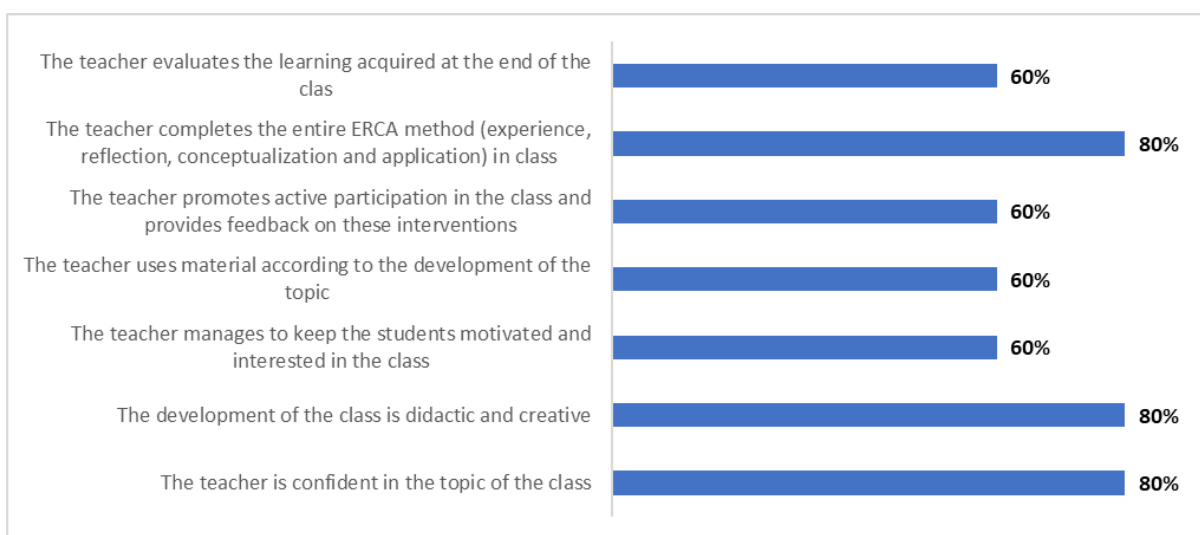 The teacher evaluates the learning acquired at the end of the
clas
60%
The teacher completes the entire ERCA method (experience,
reflection, conceptualization and application) in class
80%
The teacher promotes active participation in the class and
provides feedback on these interventions
60%
The teacher uses material according to the development of the
topic
60%
The teacher manages to keep the students motivated and
interested in the class
60%
The development of the class is didactic and creative
80%
The teacher is confident in the topic of the class
80%